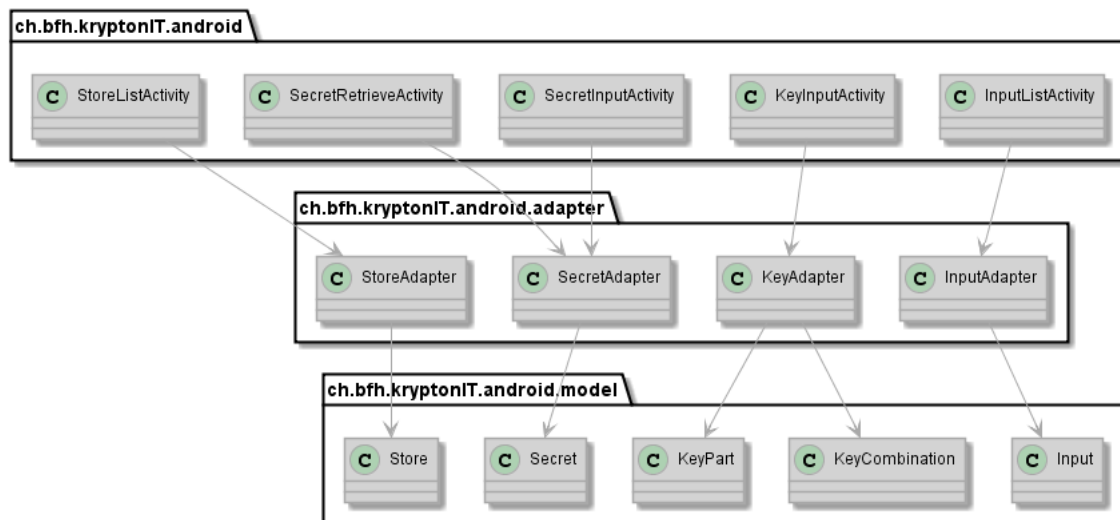 ch.bfh.kryptonIT.android
C StoreListActivity
C SecretRetrieveActivity
C SecretInputActivity
C KeyInputActivity
C InputListActivity
ch.bfh.kryptonIT.android.adapter
C StoreAdapter
C SecretAdapter
C KeyAdapter
C InputAdapter
ch.bfh.kryptonIT.android.model
C Store
C Secret
C KeyPart
C KeyCombination
C Input